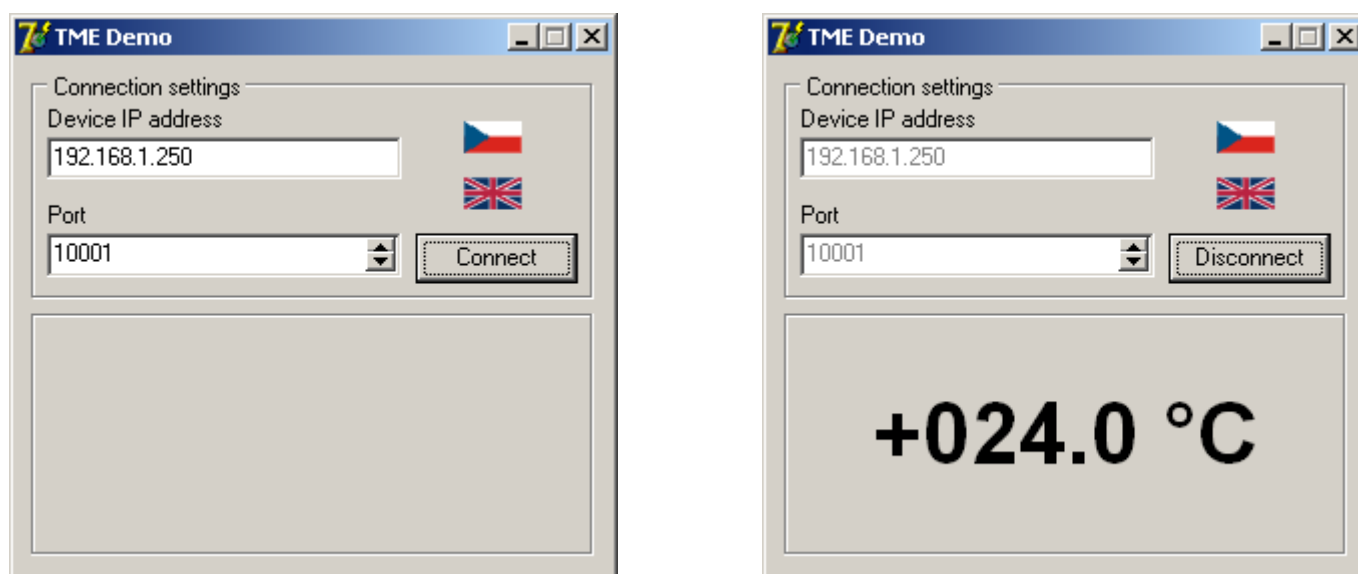 TME Demo
Connection settings
Device IP address
192.168.1.250
Port
10001
Connect
TME Demo
Connection settings
Device IP address
192.168.1.250
Port
10001
Disconnect
+024.0 °C